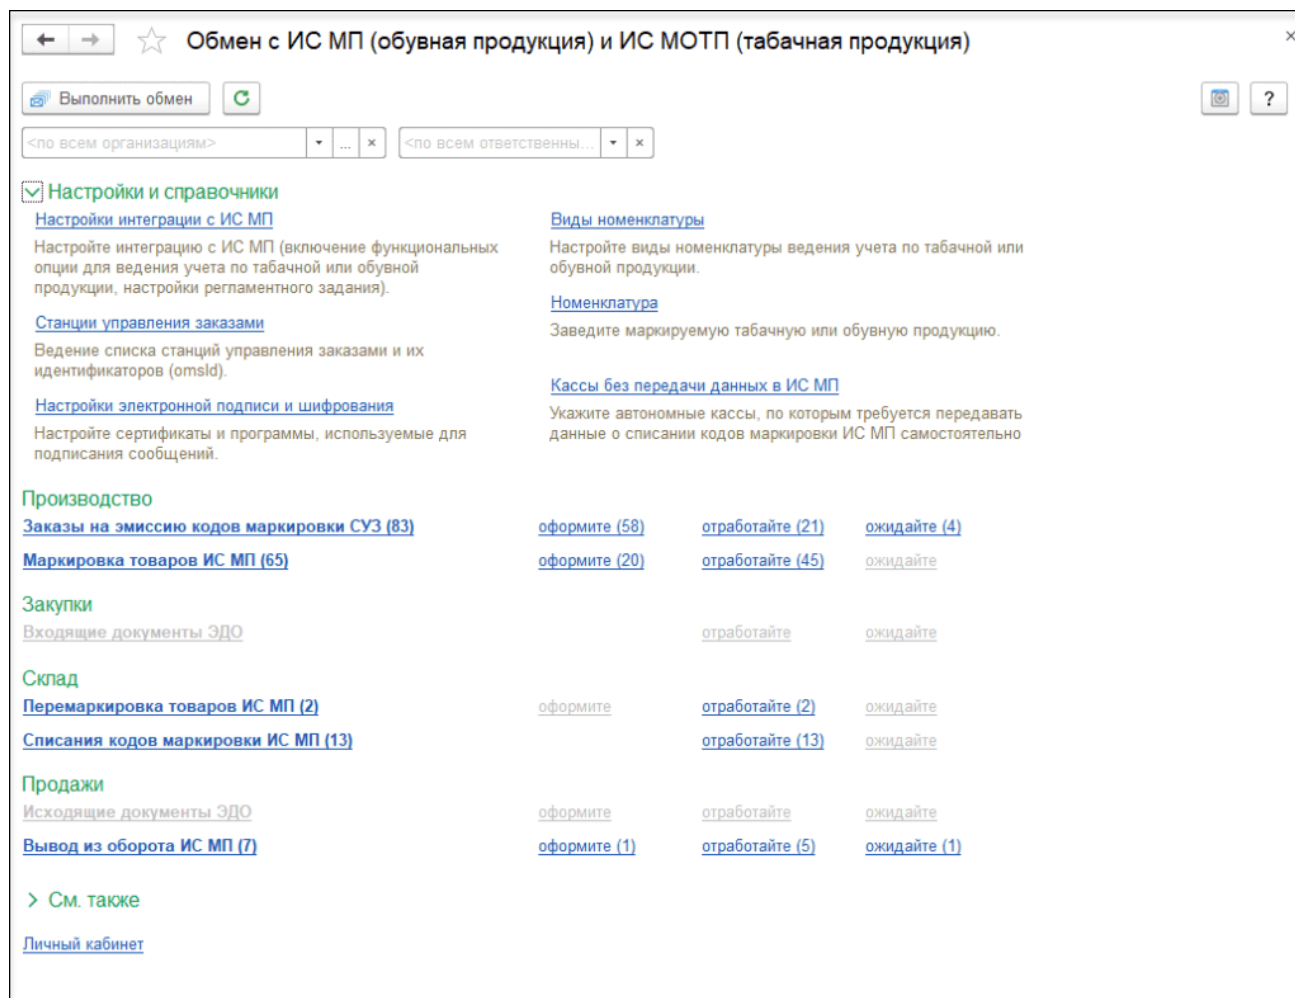 Обмен с ИС МП (обувная продукция) и ИС МОТП (табачная продукция)
Выполнить обмен
?
<по всем организациям> ...
<по всем ответственны...
Настройки и справочники
Настройки интеграции с ИС МП
Настройте интеграцию с ИС МП (включение функциональных
опции для ведения учета по табачной или обувной
продукции, настройки регламентного задания).
Станции управления заказами
Ведение списка станций управления заказами и их
идентификаторов (omsId).
Настройки электронной подписи и шифрования
Настройте сертификаты и программы, используемые для
подписания сообщений.
Виды номенклатуры
Настройте виды номенклатуры ведения учета по табачной или
обувной продукции.
Номенклатура
Заведите маркируемую табачную или обувную продукцию.
Кассы без передачи данных в ИС МП
Укажите автономные кассы, по которым требуется передавать
данные о списании кодов маркировки ИС МП самостоятельно
Производство
Заказы на эмиссию кодов маркировки СУЗ (83) оформите (58) отработайте (21) ожидайте (4)
Маркировка товаров ИС МП (65) оформите (20) отработайте (45) ожидайте
Закупки
Входящие документы ЭДО отработайте ожидайте
Склад
Перемаркировка товаров ИС МП (2) оформите отработайте (2) ожидайте
Списания кодов маркировки ИС МП (13) отработайте (13) ожидайте
Продажи
Исходящие документы ЭДО оформите отработайте ожидайте
Вывод из оборота ИС МП (7) оформите (1) отработайте (5) ожидайте (1)
См. также
Личный кабинет